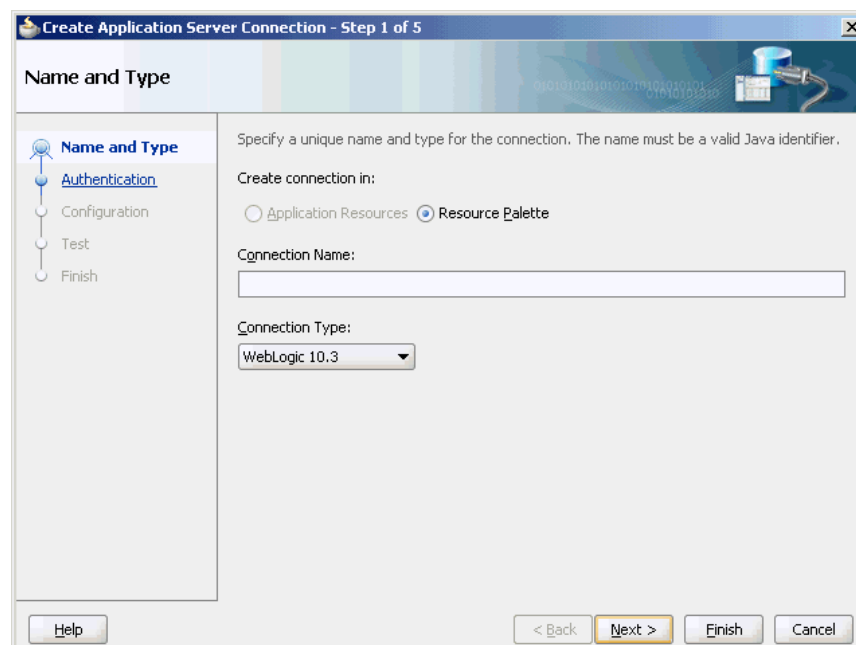 Create Application Server Connection - Step 1 of 5
Name and Type
Name and Type
Authentication
Configuration
Test
Finish
Specify a unique name and type for the connection. The name must be a valid Java identifier.
Create connection in:
Application Resources Resource Palette
Connection Name:
Connection Type:
WebLogic 10.3
Help < Back Next > Finish Cancel